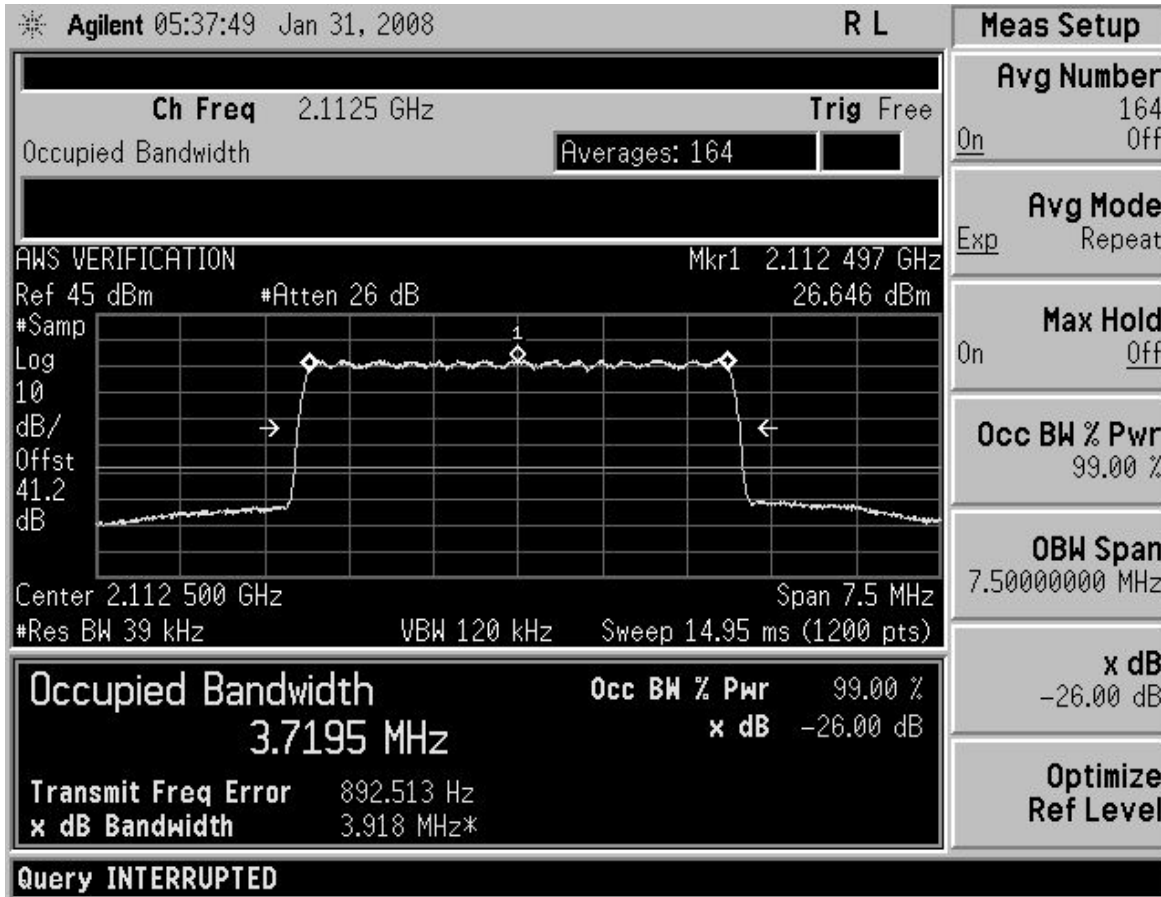 Agilent 05:37:49 Jan 31, 2008 R L
Ch Freq 2.1125 GHz Trig Free
Occupied Bandwidth Averages: 164
AWS VERIFICATION Mkr1 2.112 497 GHz
Ref 45 dBm #Atten 26 dB 26.646 dBm
#Samp
Log
10
dB/
Offst
41.2
dB
1
Center 2.112 500 GHz Span 7.5 MHz
#Res BW 39 kHz VBW 120 kHz Sweep 14.95 ms (1200 pts)
Occupied Bandwidth Occ BW % Pwr 99.00 %
3.7195 MHz x dB -26.00 dB
Transmit Freq Error 892.513 Hz
x dB Bandwidth 3.918 MHz*
Query INTERRUPTED
Meas Setup
Avg Number
164
On Off
Avg Mode
Exp Repeat
Max Hold
On Off
Occ BW % Pwr
99.00 %
OBW Span
7.50000000 MHz
x dB
-26.00 dB
Optimize
Ref Level